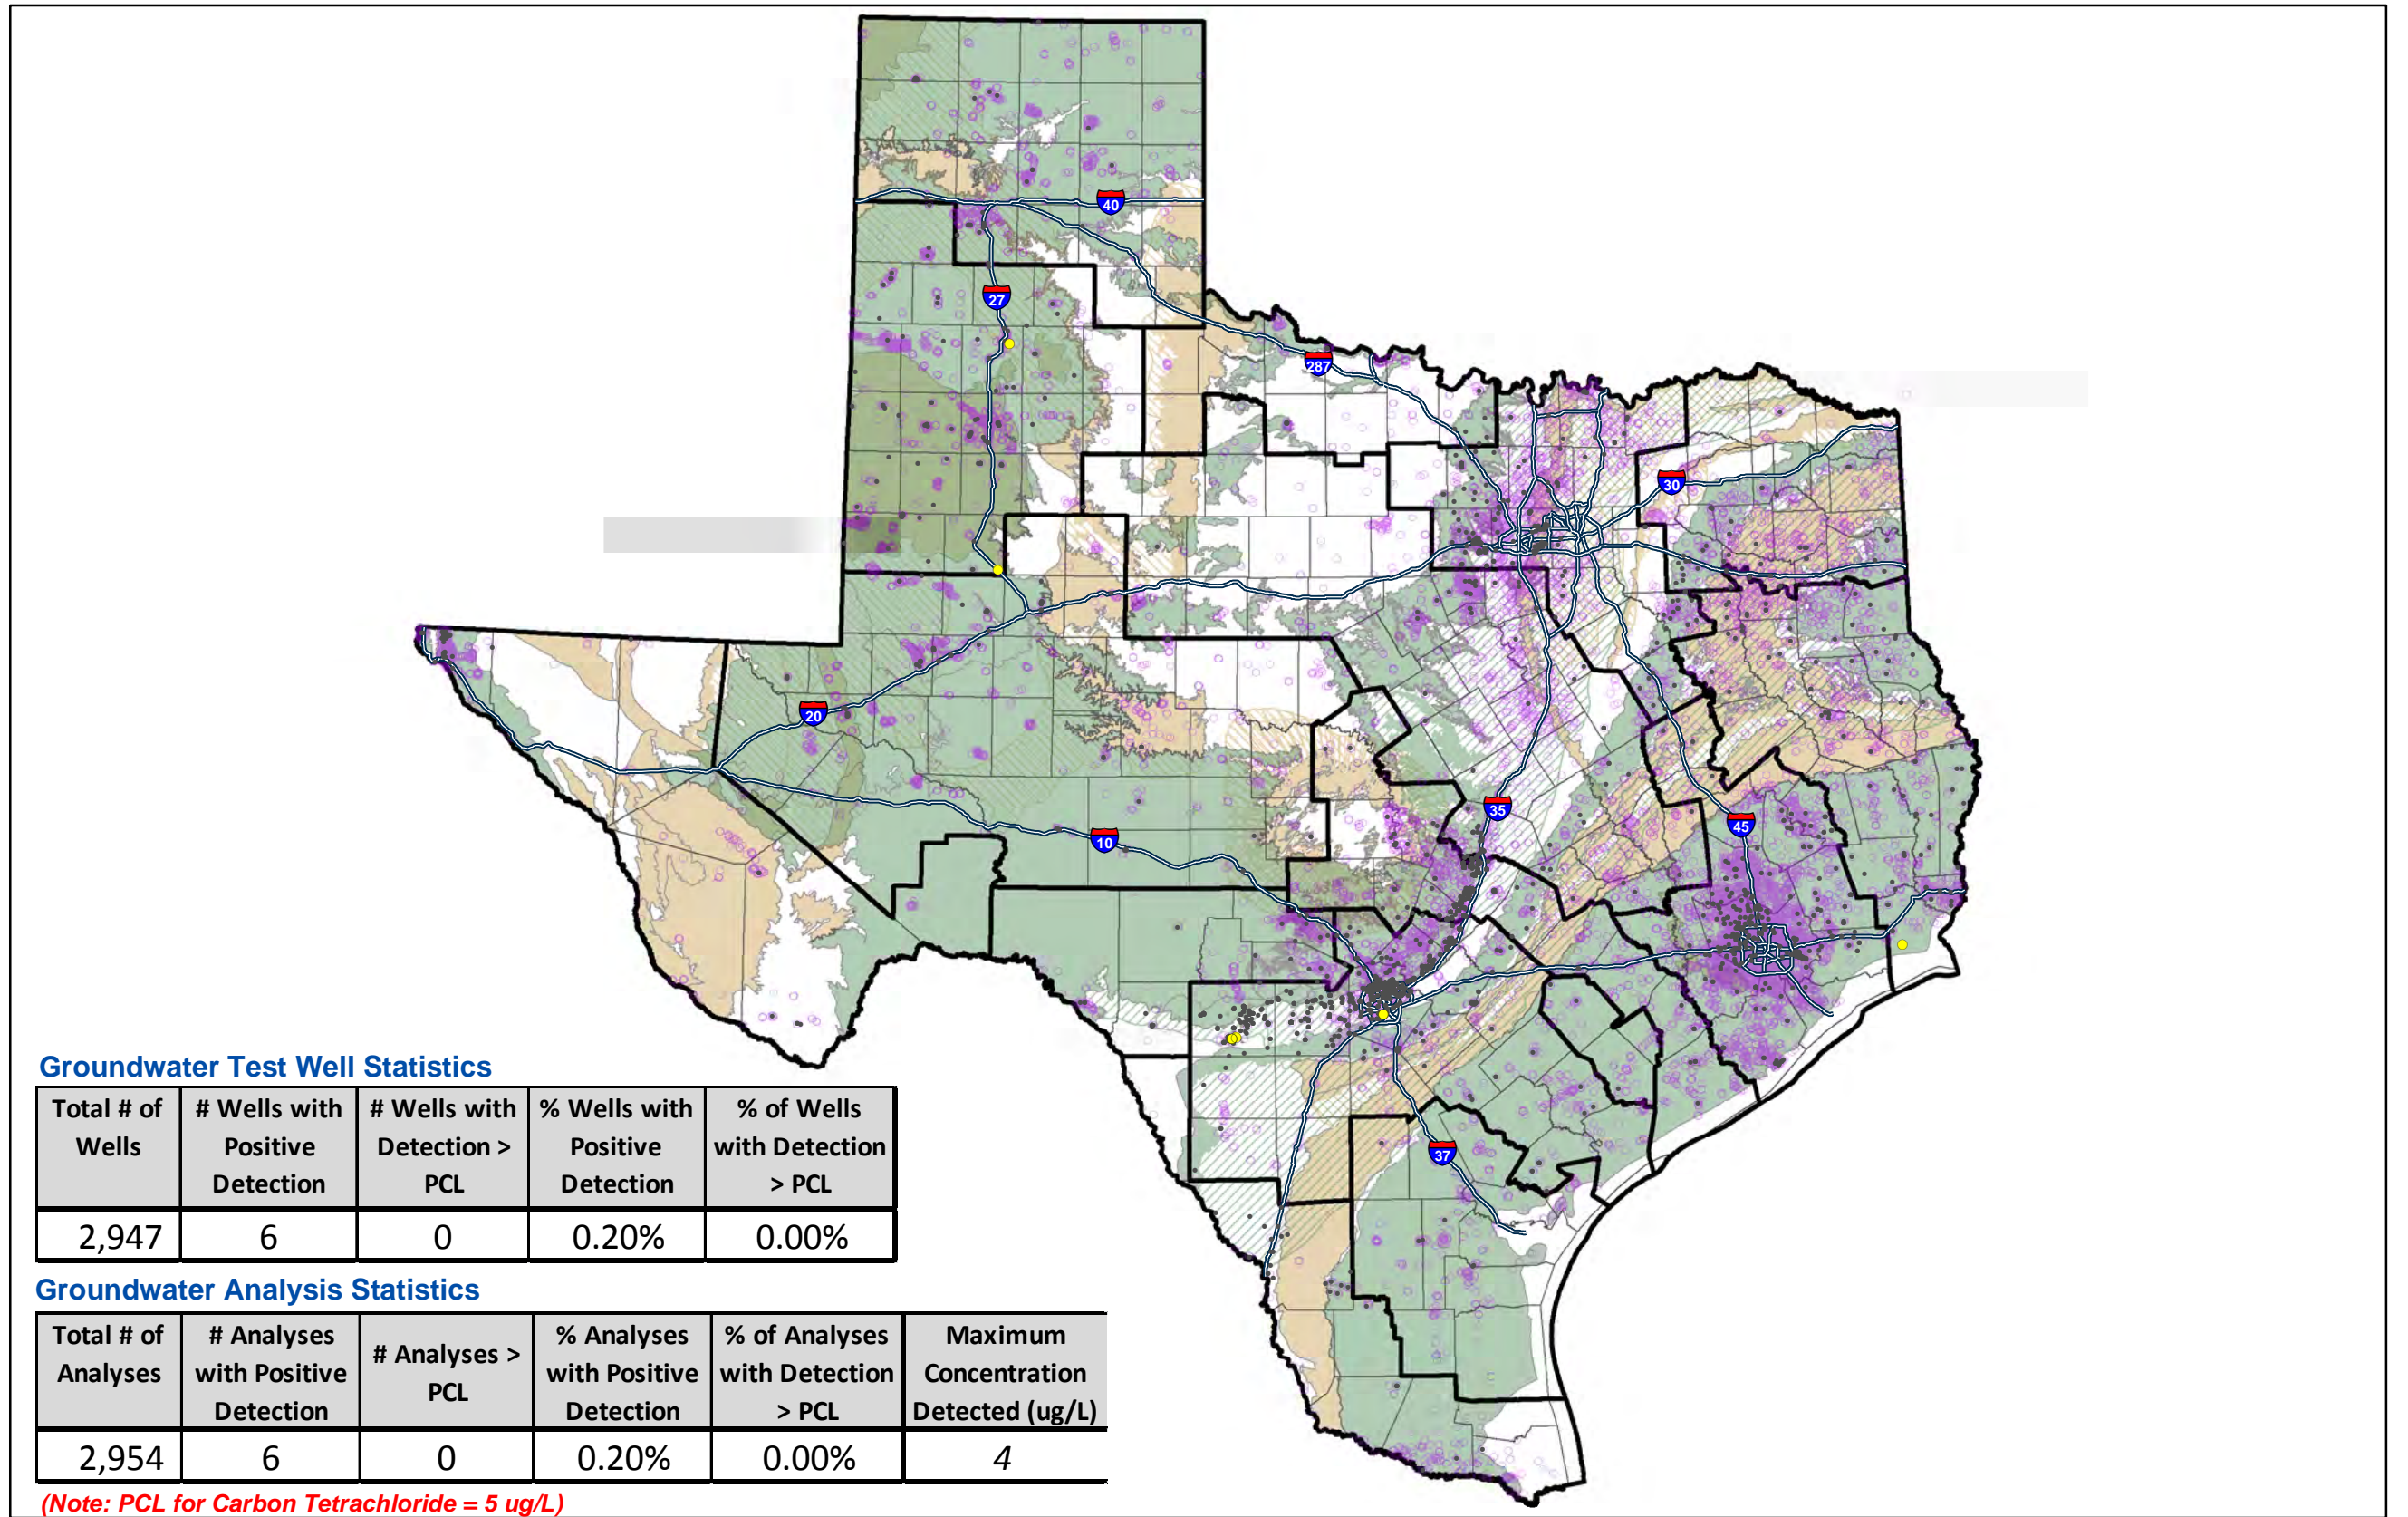 40
27
287
30
20
35
45
10
37
Groundwater Test Well Statistics
Total # of Wells | # Wells with Positive Detection | # Wells with Detection > PCL | % Wells with Positive Detection | % of Wells with Detection > PCL
2,947 | 6 | 0 | 0.20% | 0.00%
Groundwater Analysis Statistics
Total # of Analyses | # Analyses with Positive Detection | # Analyses > PCL | % Analyses with Positive Detection | % of Analyses with Detection > PCL | Maximum Concentration Detected (ug/L)
2,954 | 6 | 0 | 0.20% | 0.00% | 4
(Note: PCL for Carbon Tetrachloride = 5 ug/L)